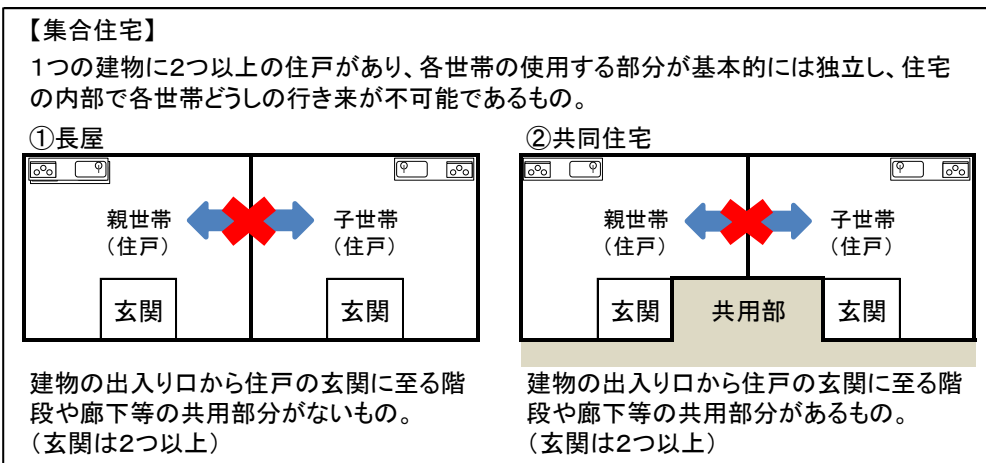 【集合住宅】
1つの建物に2つ以上の住戸があり、各世帯の使用する部分が基本的には独立し、住宅
の内部で各世帯どうしの行き来が不可能であるもの。
①長屋
親世帯
（住戸）
子世帯
（住戸）
玄関
玄関
建物の出入り口から住戸の玄関に至る階
段や廊下等の共用部分がないもの。
（玄関は2つ以上）
②共同住宅
親世帯
（住戸）
子世帯
（住戸）
玄関
共用部
玄関
建物の出入り口から住戸の玄関に至る階
段や廊下等の共用部分があるもの。
（玄関は2つ以上）